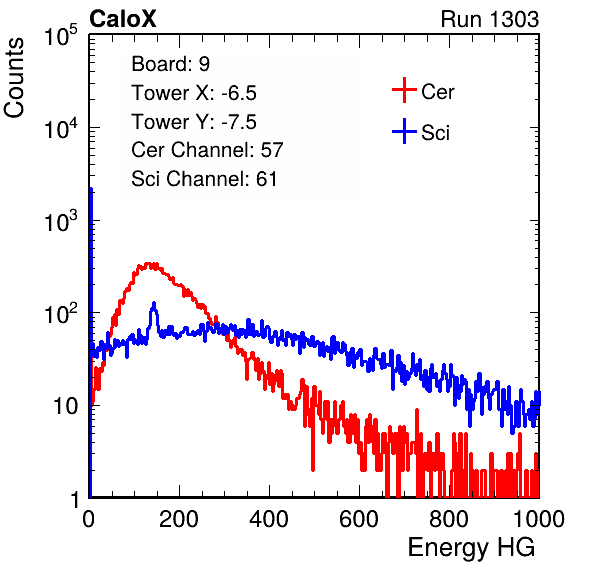 CaloX Run 1303
Counts
10^5
10^4
10^3
10^2
10
1
Board: 9
Tower X: -6.5
Tower Y: -7.5
Cer Channel: 57
Sci Channel: 61
Cer
Sci
0 200 400 600 800 1000
Energy HG